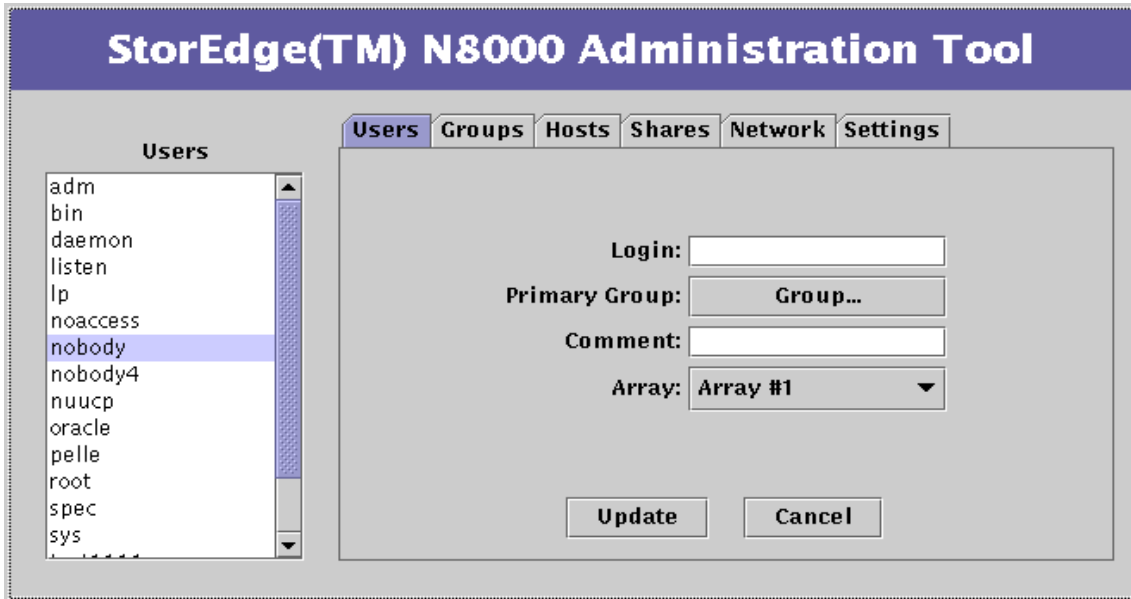 StorEdge(TM) N8000 Administration Tool
Users Groups Hosts Shares Network Settings
Users
adm
bin
daemon
listen
lp
noaccess
nobody
nobody4
nuucp
oracle
pelle
root
spec
sys
Login:
Primary Group: Group...
Comment:
Array: Array #1
Update Cancel